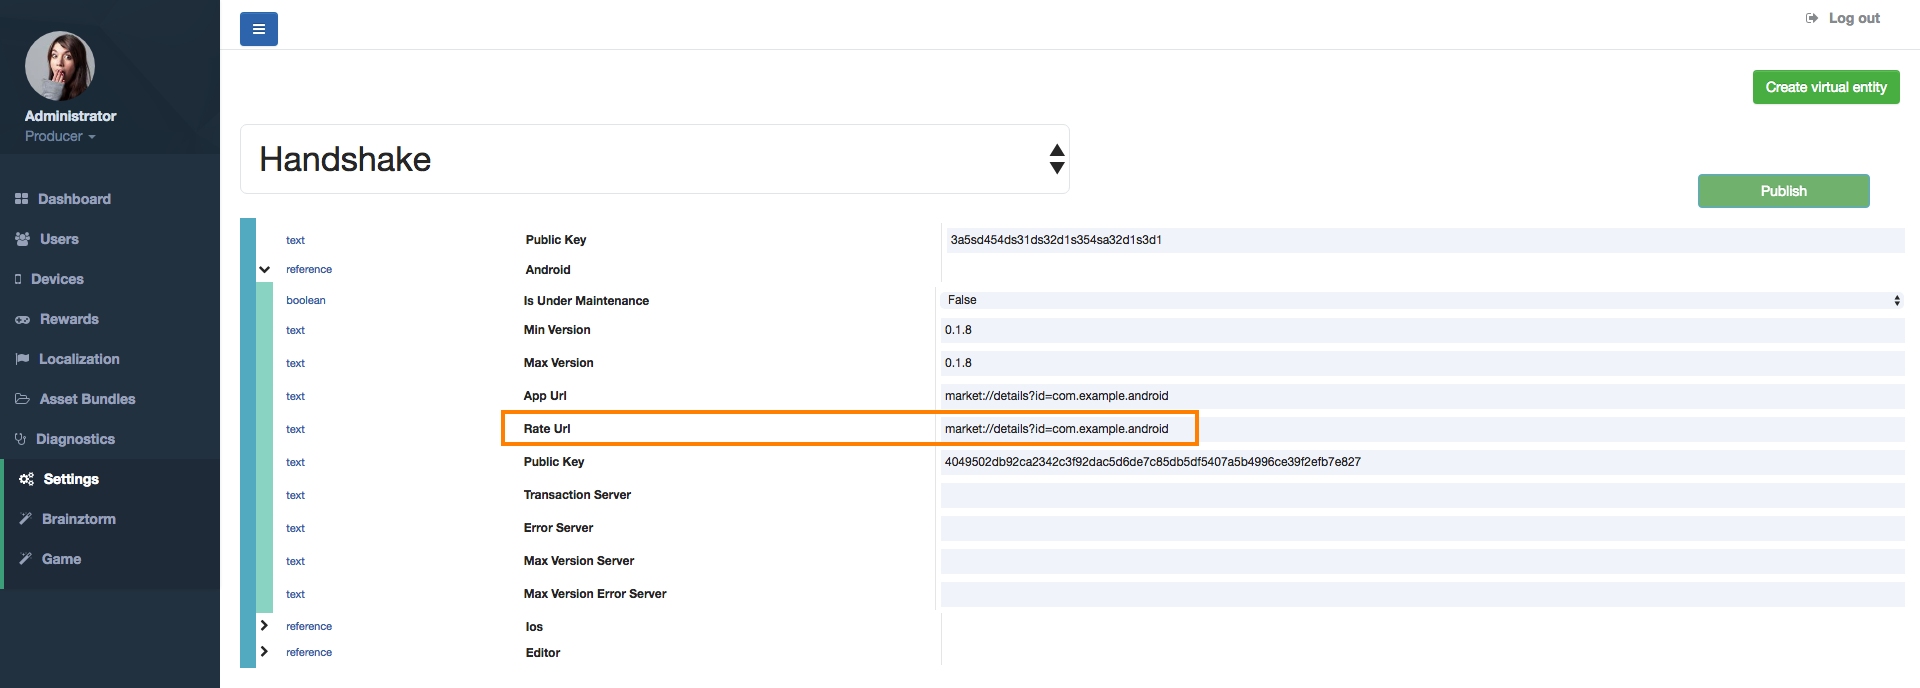 Log out
Administrator
Producer
Dashboard
Users
Devices
Rewards
Localization
Asset Bundles
Diagnostics
Settings
Brainztorm
Game
Create virtual entity
Handshake
Publish
text Public Key 3a5sd454ds31ds32d1s354sa32d1s3d1
reference Android
boolean Is Under Maintenance False
text Min Version 0.1.8
text Max Version 0.1.8
text App Url market://details?id=com.example.android
text Rate Url market://details?id=com.example.android
text Public Key 4049502db92ca2342c3f92dac5d6de7c85db5df5407a5b4996ce39f2efb7e827
text Transaction Server
text Error Server
text Max Version Server
text Max Version Error Server
reference Ios
reference Editor